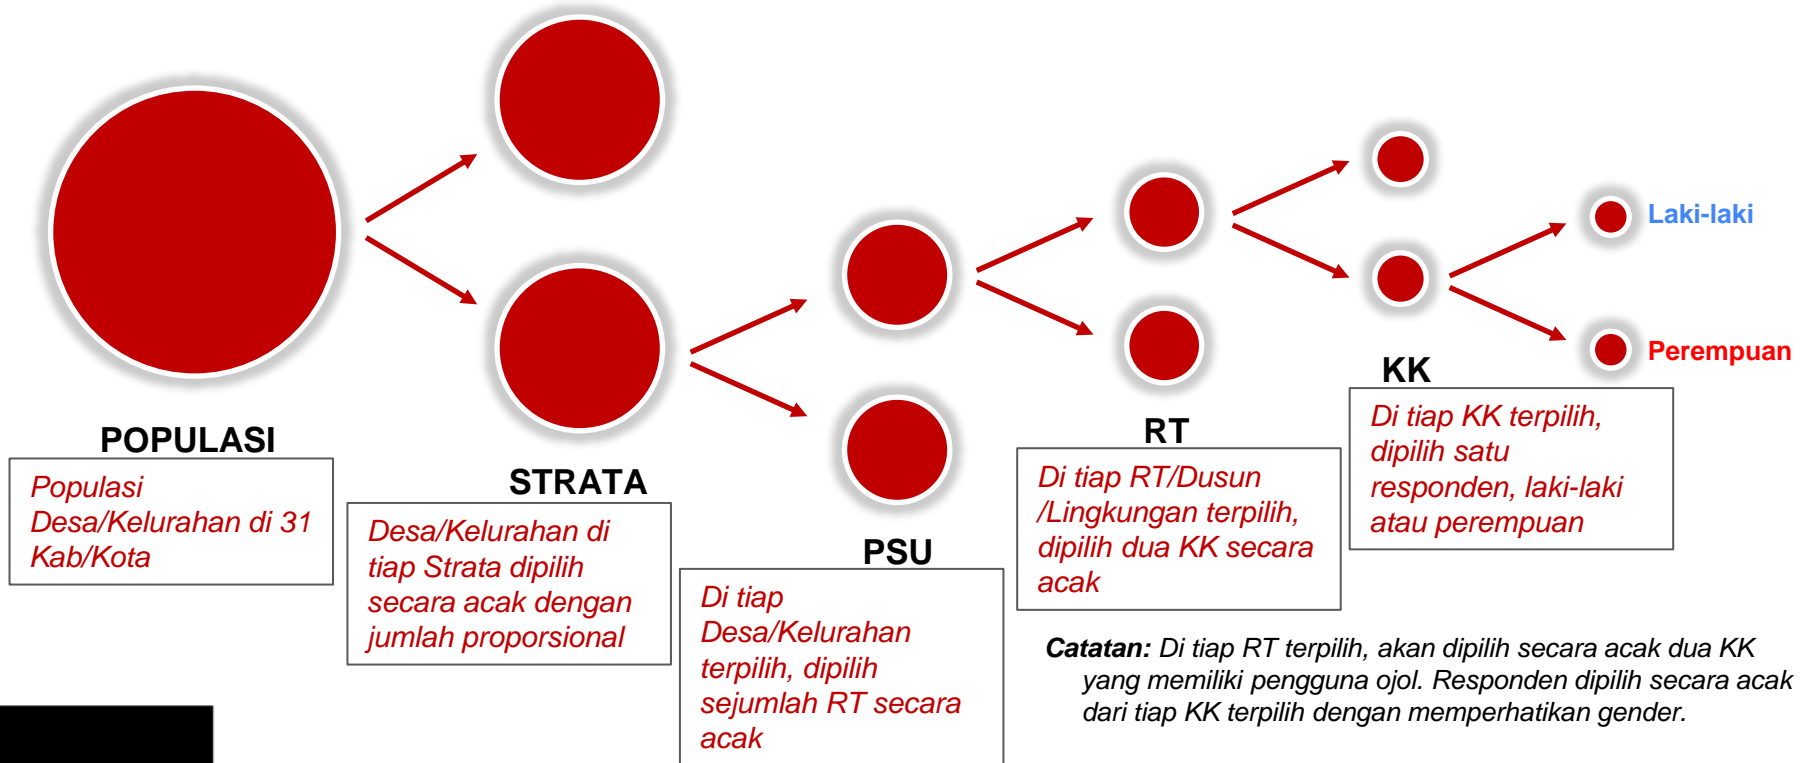 POPULASI
Populasi
Desa/Kelurahan di 31
Kab/Kota
STRATA
Desa/Kelurahan di
tiap Strata dipilih
secara acak dengan
jumlah proporsional
PSU
Di tiap
Desa/Kelurahan
terpilih, dipilih
sejumlah RT secara
acak
RT
Di tiap RT/Dusun
/Lingkungan terpilih,
dipilih dua KK secara
acak
KK
Di tiap KK terpilih,
dipilih satu
responden, laki-laki
atau perempuan
Laki-laki
Perempuan
Catatan: Di tiap RT terpilih, akan dipilih secara acak dua KK
yang memiliki pengguna ojol. Responden dipilih secara acak
dari tiap KK terpilih dengan memperhatikan gender.